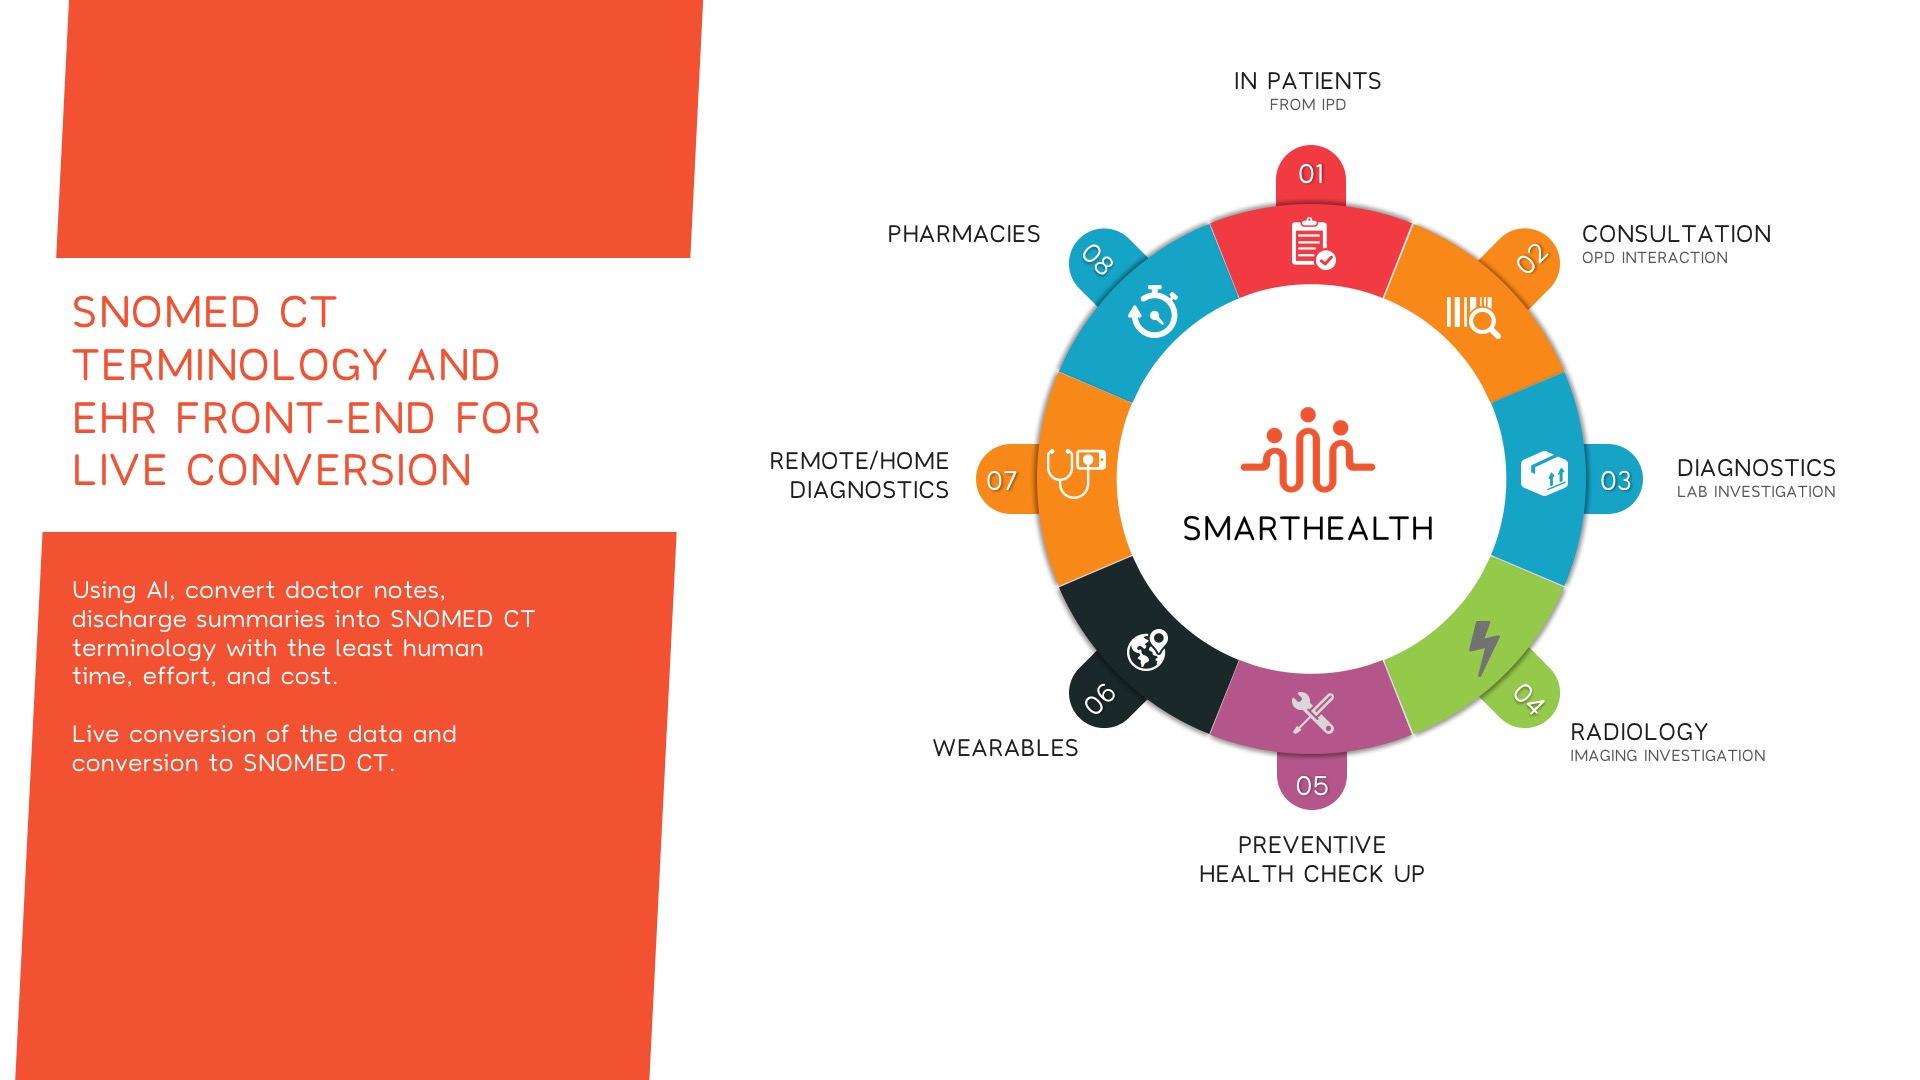 SNOMED CT
TERMINOLOGY AND
EHR FRONT-END FOR
LIVE CONVERSION
Using AI, convert doctor notes,
discharge summaries into SNOMED CT
terminology with the least human
time, effort, and cost.
Live conversion of the data and
conversion to SNOMED CT.
IN PATIENTS
FROM IPD
01
CONSULTATION
OPD INTERACTION
02
DIAGNOSTICS
LAB INVESTIGATION
03
RADIOLOGY
IMAGING INVESTIGATION
04
PREVENTIVE
HEALTH CHECK UP
05
WEARABLES
06
REMOTE/HOME
DIAGNOSTICS
07
PHARMACIES
08
SMARTHEALTH